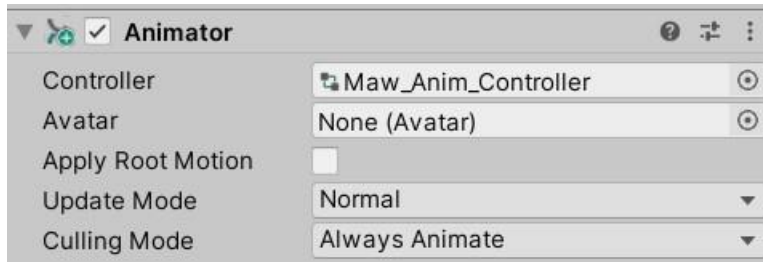 Animator
Controller Maw_Anim_Controller
Avatar None (Avatar)
Apply Root Motion
Update Mode Normal
Culling Mode Always Animate